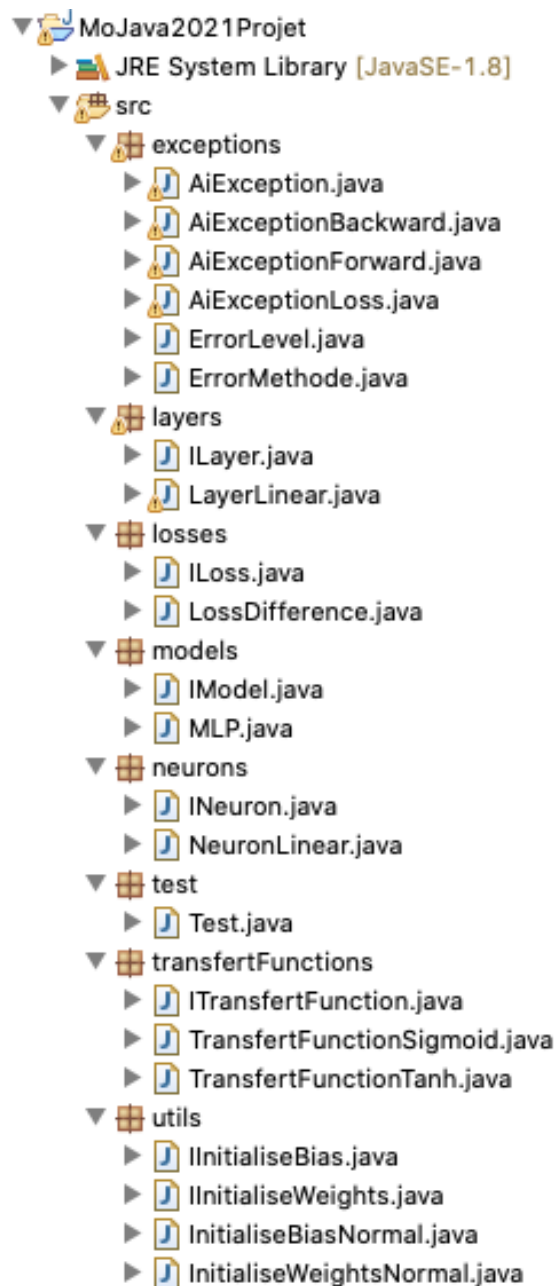 MoJava2021Projet
JRE System Library [JavaSE-1.8]
src
exceptions
AiException.java
AiExceptionBackward.java
AiExceptionForward.java
AiExceptionLoss.java
ErrorLevel.java
ErrorMethode.java
layers
ILayer.java
LayerLinear.java
losses
ILoss.java
LossDifference.java
models
IModel.java
MLP.java
neurons
INeuron.java
NeuronLinear.java
test
Test.java
transfertFunctions
ITransfertFunction.java
TransfertFunctionSigmoid.java
TransfertFunctionTanh.java
utils
IInitialiseBias.java
IInitialiseWeights.java
InitialiseBiasNormal.java
InitialiseWeightsNormal.java